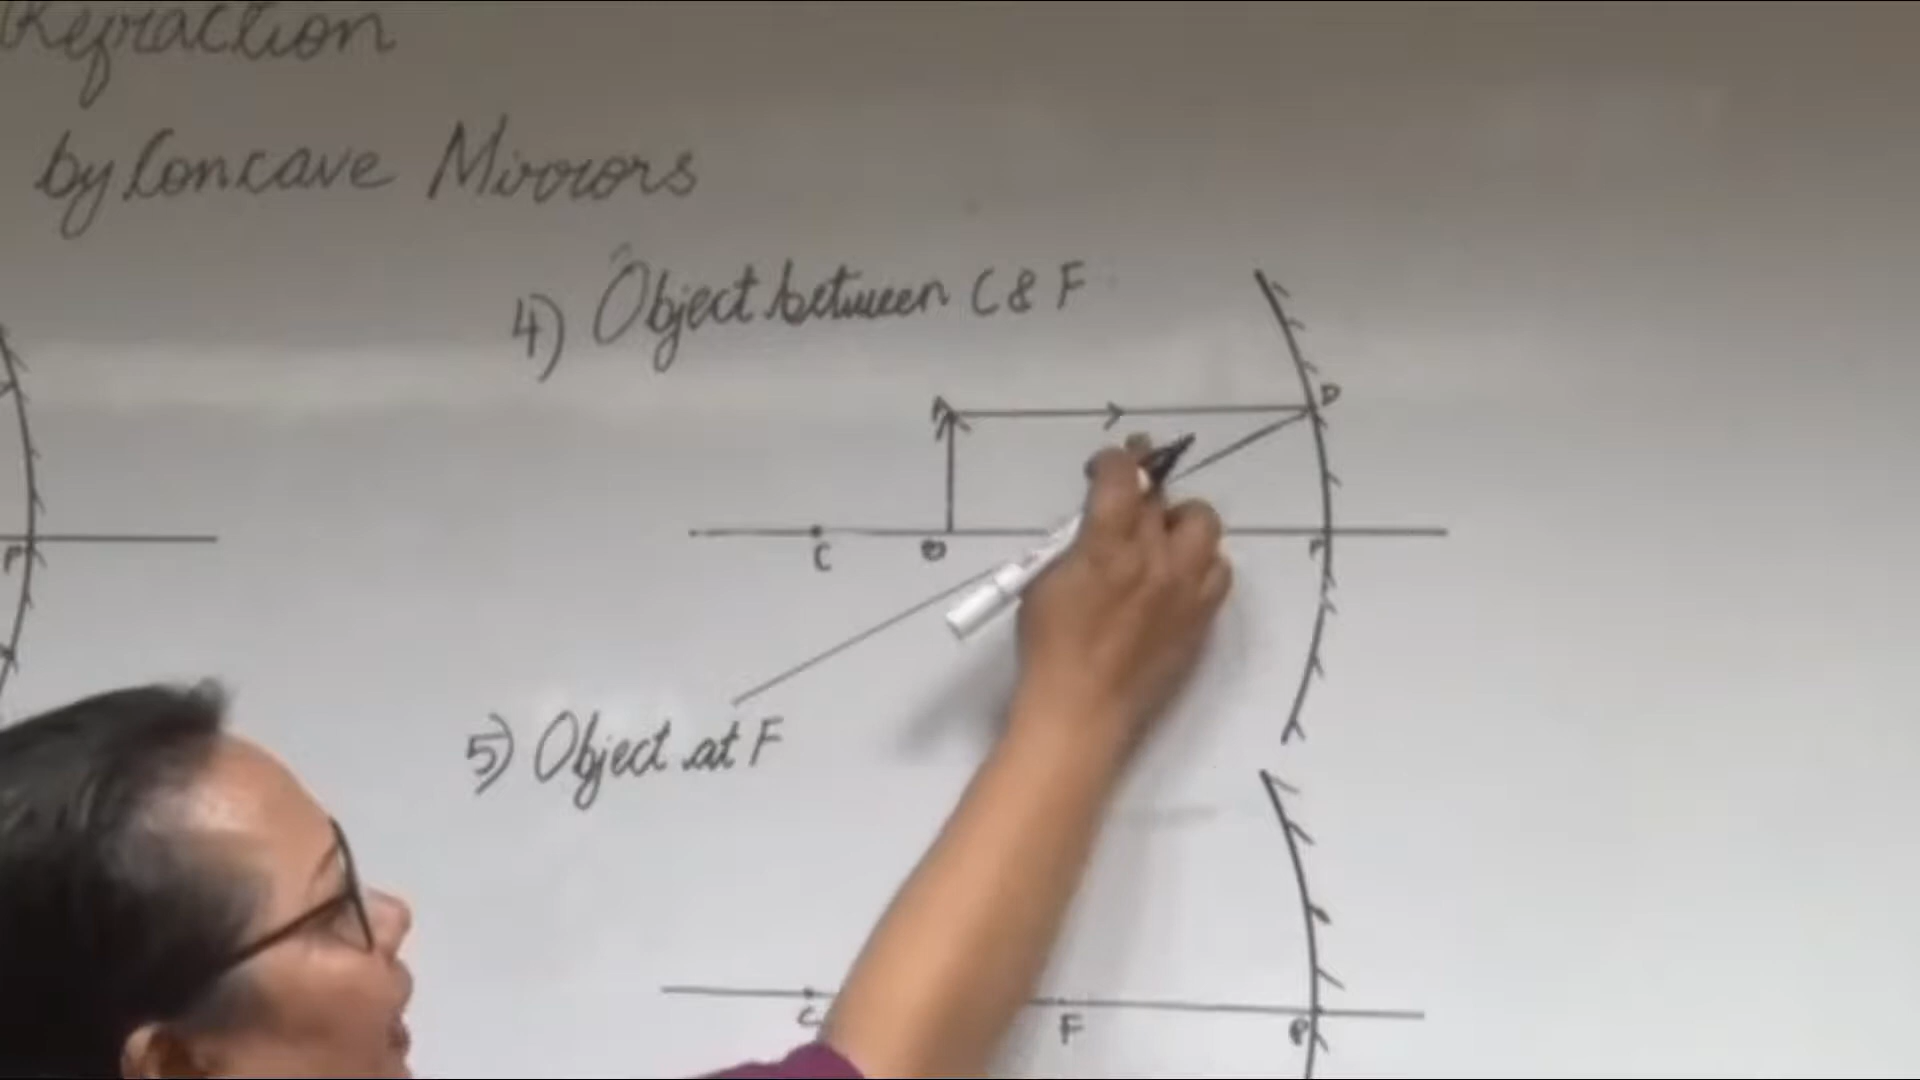 Refraction
by Concave Mirrors
4) Object between C & F
A
D
C
O
P
P
5) Object at F
C
F
P